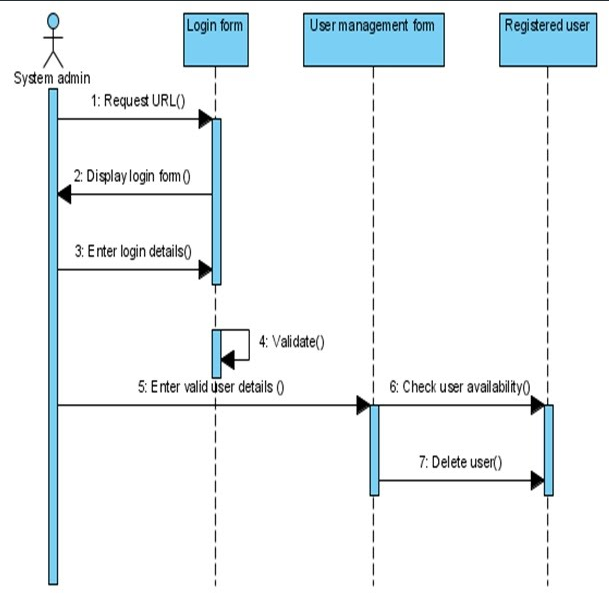 Login form
User management form
Registered user
System admin
1: Request URL()
2: Display login form()
3: Enter login details()
4: Validate()
5: Enter valid user details ()
6: Check user availability()
7: Delete user()